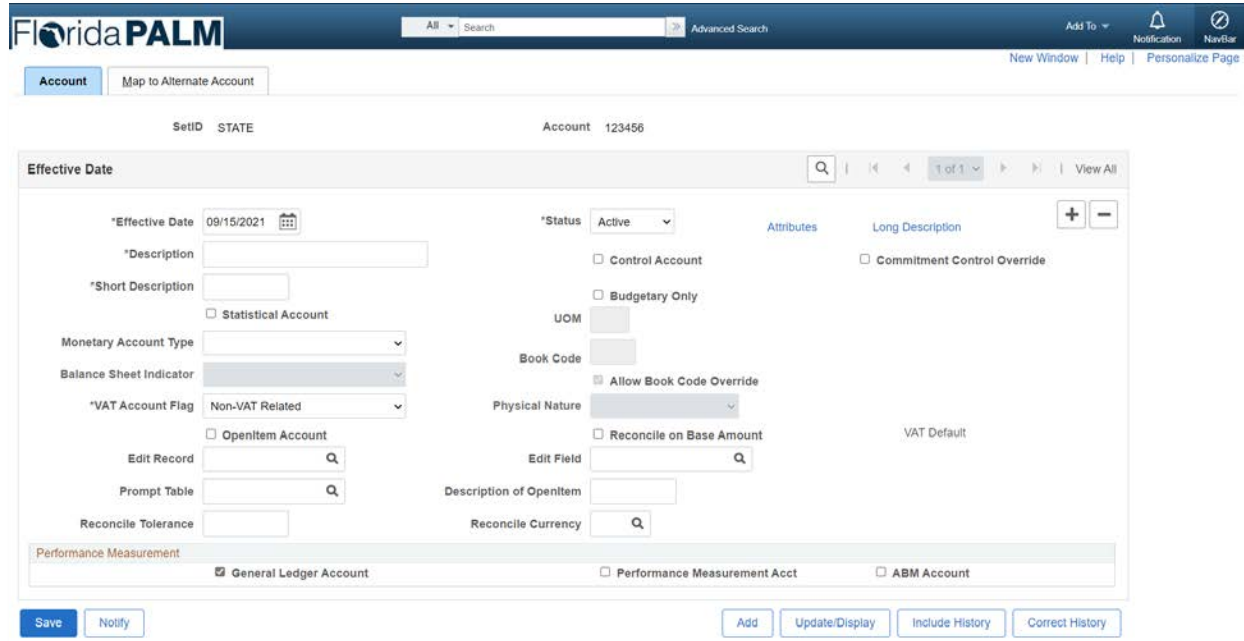 Florida PALM
All Search Advanced Search Add To
Notification NavBar
New Window | Help | Personalize Page
Account Map to Alternate Account
SetID STATE Account 123456
Effective Date 1 of 1 | View All
*Effective Date 09/15/2021 *Status Active Attributes Long Description
*Description Control Account Commitment Control Override
*Short Description Budgetary Only
Statistical Account UOM
Monetary Account Type Book Code
Balance Sheet Indicator Allow Book Code Override
*VAT Account Flag Non-VAT Related Physical Nature
OpenItem Account Reconcile on Base Amount VAT Default
Edit Record Edit Field
Prompt Table Description of OpenItem
Reconcile Tolerance Reconcile Currency
Performance Measurement
General Ledger Account Performance Measurement Acct ABM Account
Save Notify Add Update/Display Include History Correct History